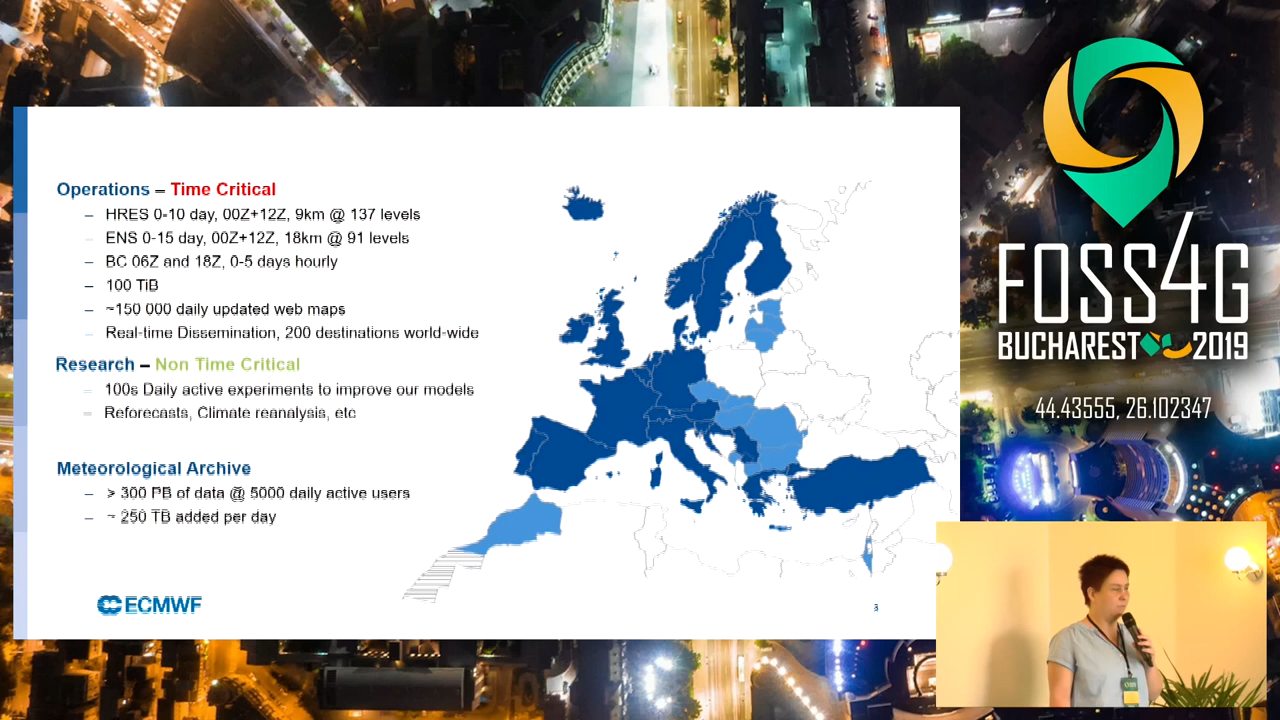 Operations – Time Critical
– HRES 0-10 day, 00Z+12Z, 9km @ 137 levels
– ENS 0-15 day, 00Z+12Z, 18km @ 91 levels
– BC 06Z and 18Z, 0-5 days hourly
– 100 TiB
– ~150 000 daily updated web maps
– Real-time Dissemination, 200 destinations world-wide
Research – Non Time Critical
– 100s Daily active experiments to improve our models
– Reforecasts, Climate reanalysis, etc
Meteorological Archive
– > 300 PB of data @ 5000 daily active users
– ~ 250 TB added per day
ECMWF
FOSS4G
BUCHAREST 2019
44.43555, 26.102347